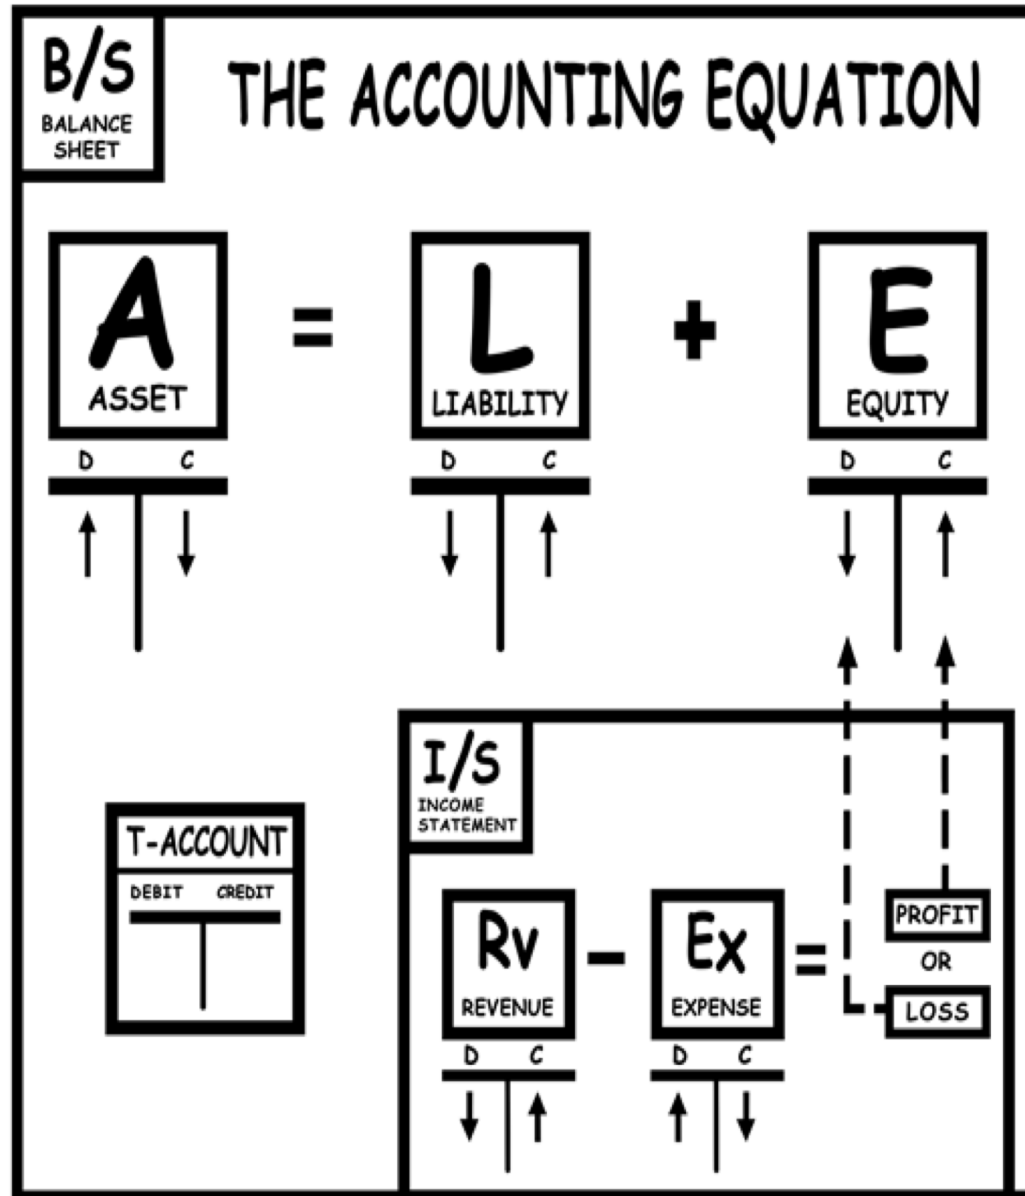 B/S
BALANCE
SHEET
THE ACCOUNTING EQUATION
A
ASSET
=
L
LIABILITY
+
E
EQUITY
D C
D C
D C
T-ACCOUNT
DEBIT CREDIT
I/S
INCOME
STATEMENT
Rv
REVENUE
-
Ex
EXPENSE
=
PROFIT
OR
LOSS
D C
D C